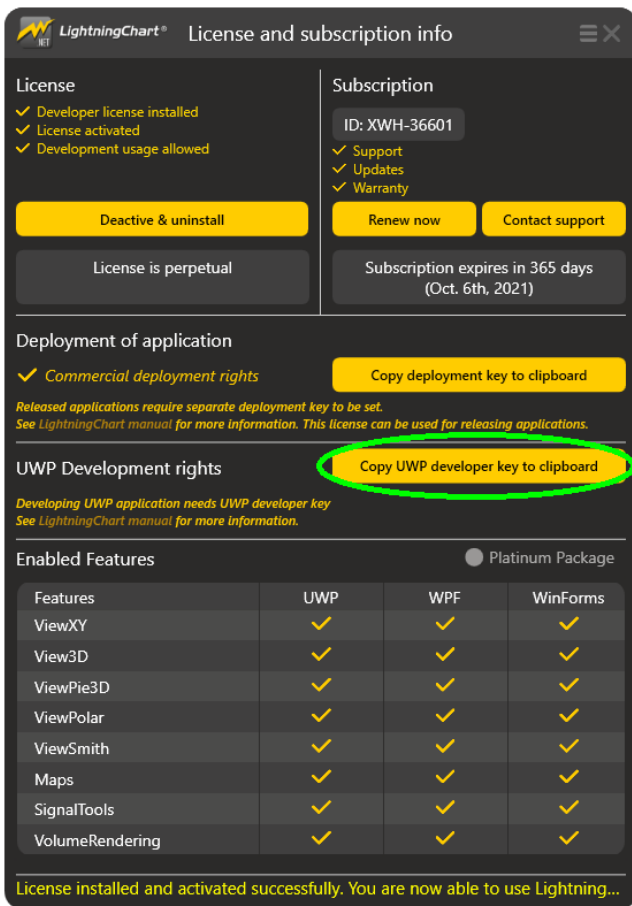 LightningChart® License and subscription info
.NET
License
Developer license installed
License activated
Development usage allowed
Deactive & uninstall
License is perpetual
Subscription
ID: XWH-36601
Support
Updates
Warranty
Renew now Contact support
Subscription expires in 365 days
(Oct. 6th, 2021)
Deployment of application
Commercial deployment rights Copy deployment key to clipboard
Released applications require separate deployment key to be set.
See LightningChart manual for more information. This license can be used for releasing applications.
UWP Development rights Copy UWP developer key to clipboard
Developing UWP application needs UWP developer key
See LightningChart manual for more information.
Enabled Features Platinum Package
Features UWP WPF WinForms
ViewXY
View3D
ViewPie3D
ViewPolar
ViewSmith
Maps
SignalTools
VolumeRendering
License installed and activated successfully. You are now able to use Lightning...